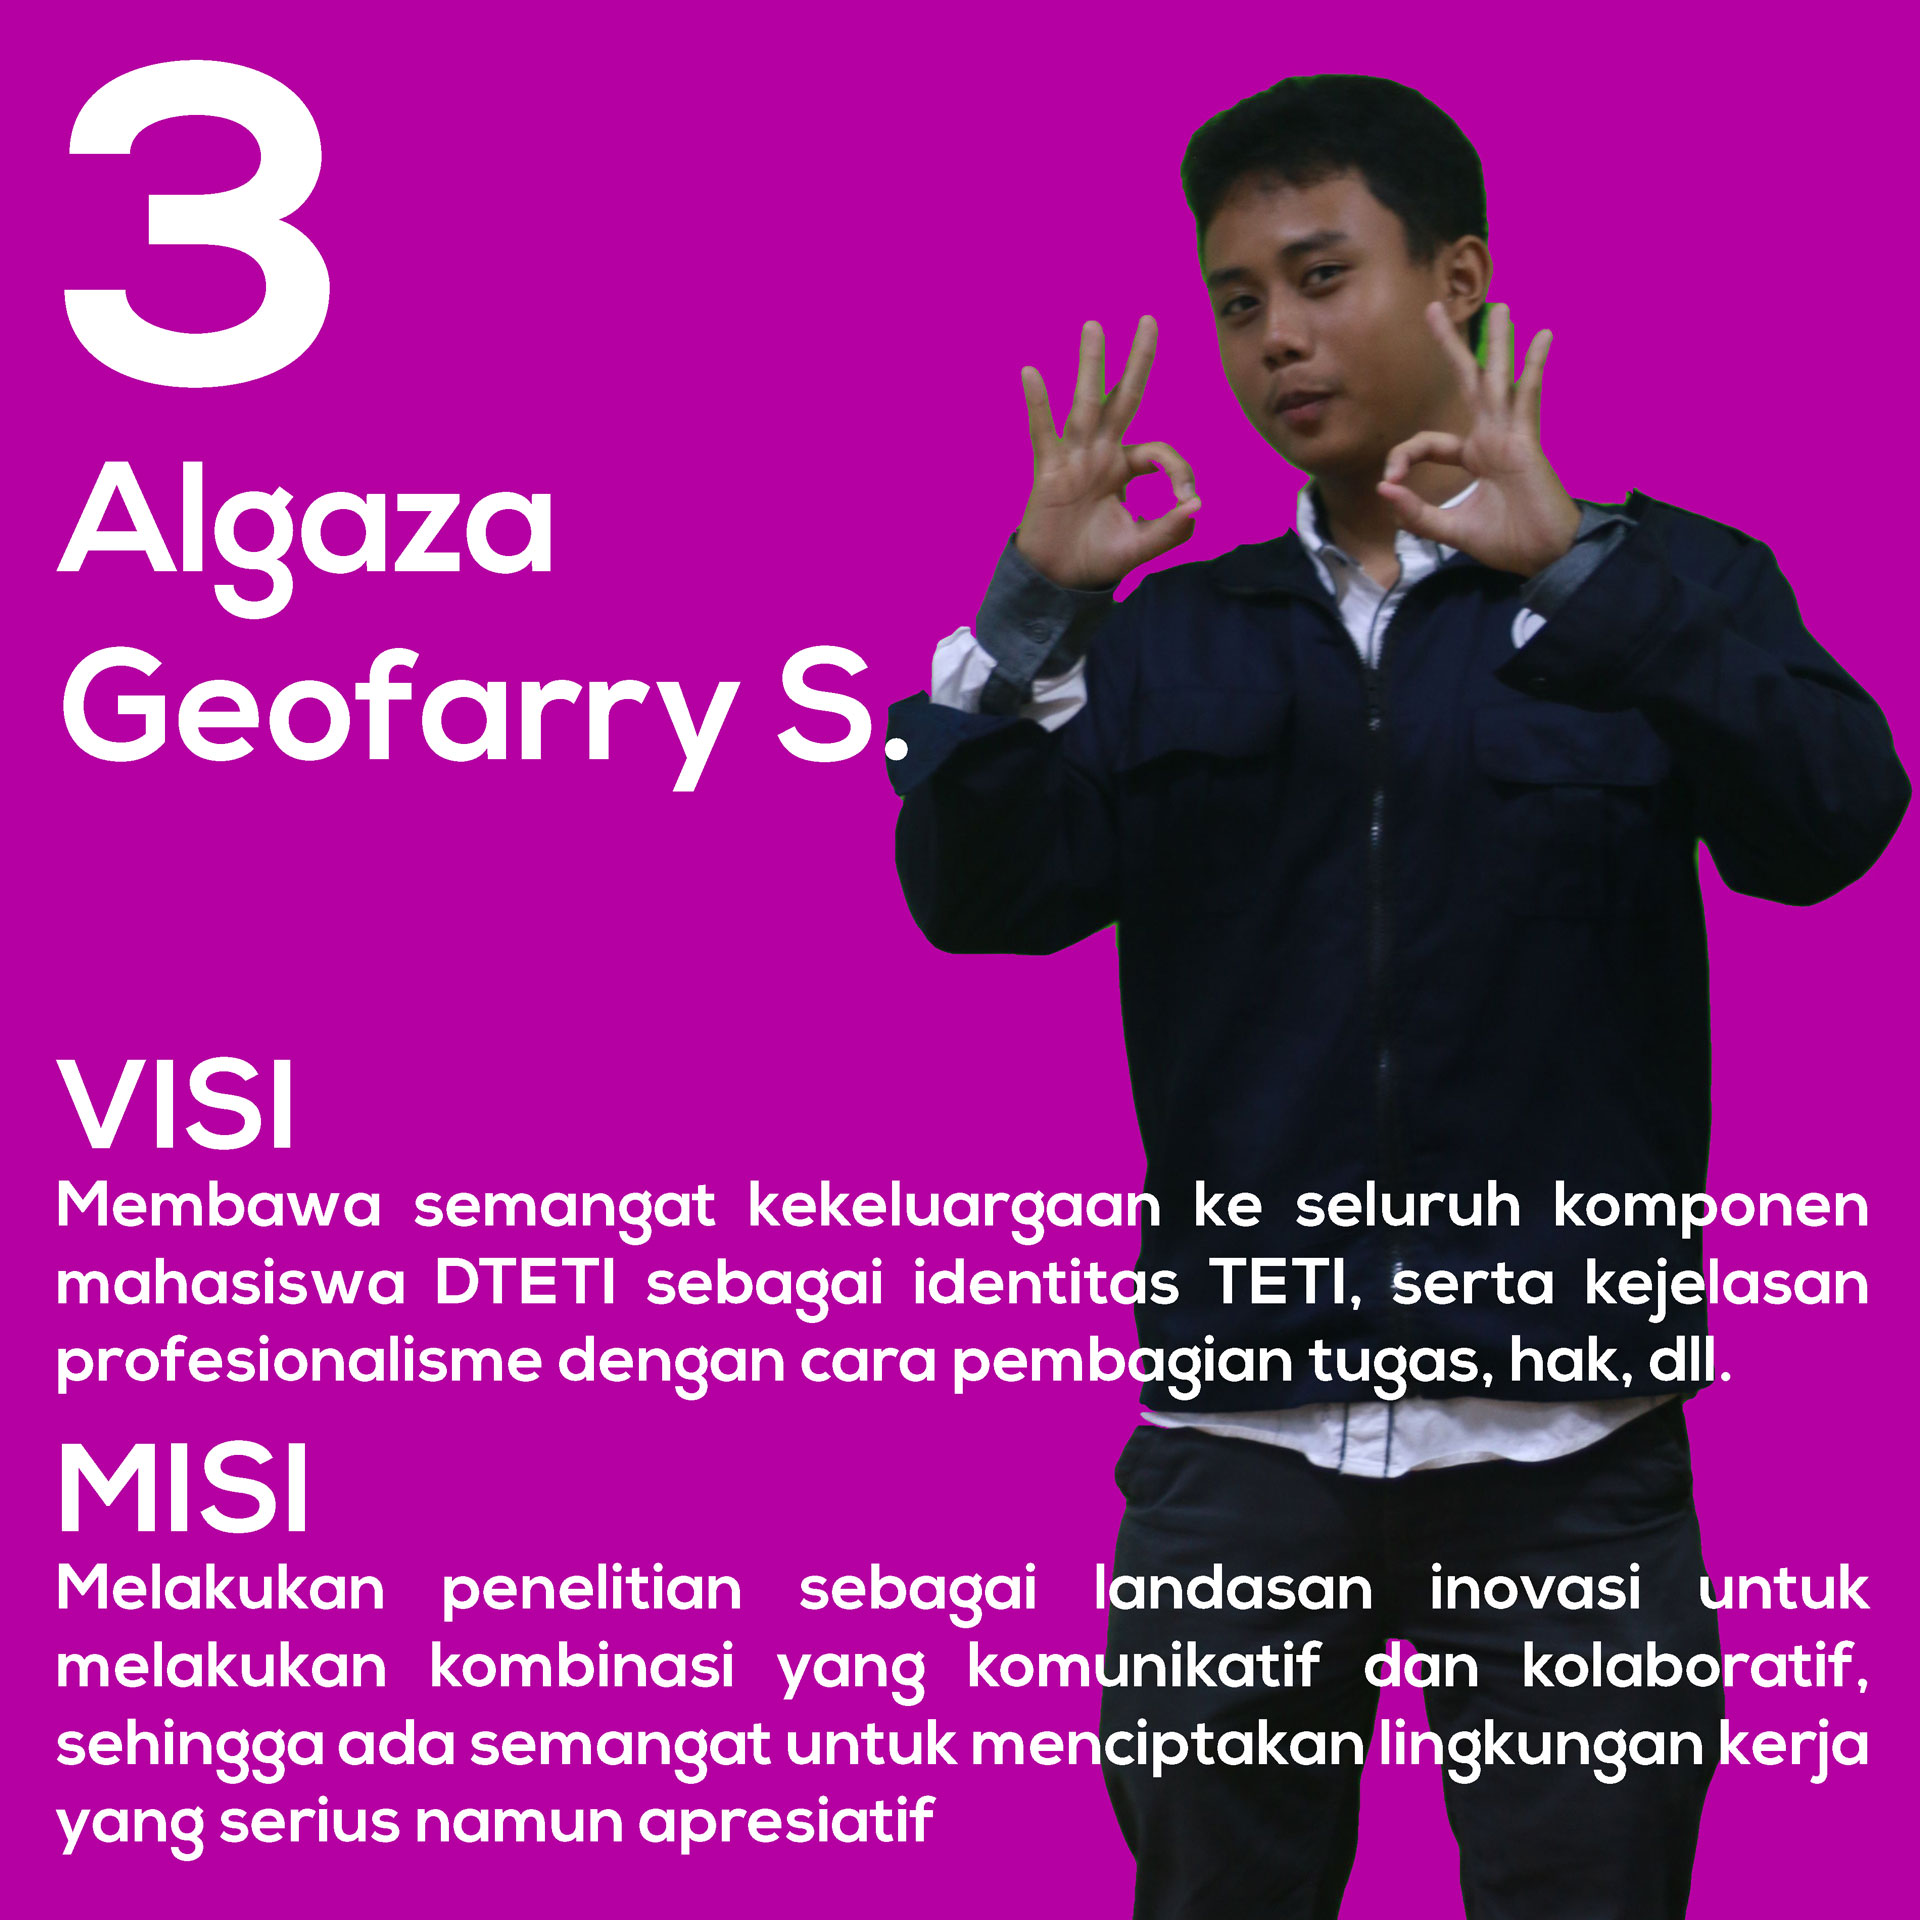 3
Algaza
Geofarry S.
VISI
Membawa semangat kekeluargaan ke seluruh komponen
mahasiswa DTETI sebagai identitas TETI, serta kejelasan
profesionalisme dengan cara pembagian tugas, hak, dll.
MISI
Melakukan penelitian sebagai landasan inovasi untuk
melakukan kombinasi yang komunikatif dan kolaboratif,
sehingga ada semangat untuk menciptakan lingkungan kerja
yang serius namun apresiatif